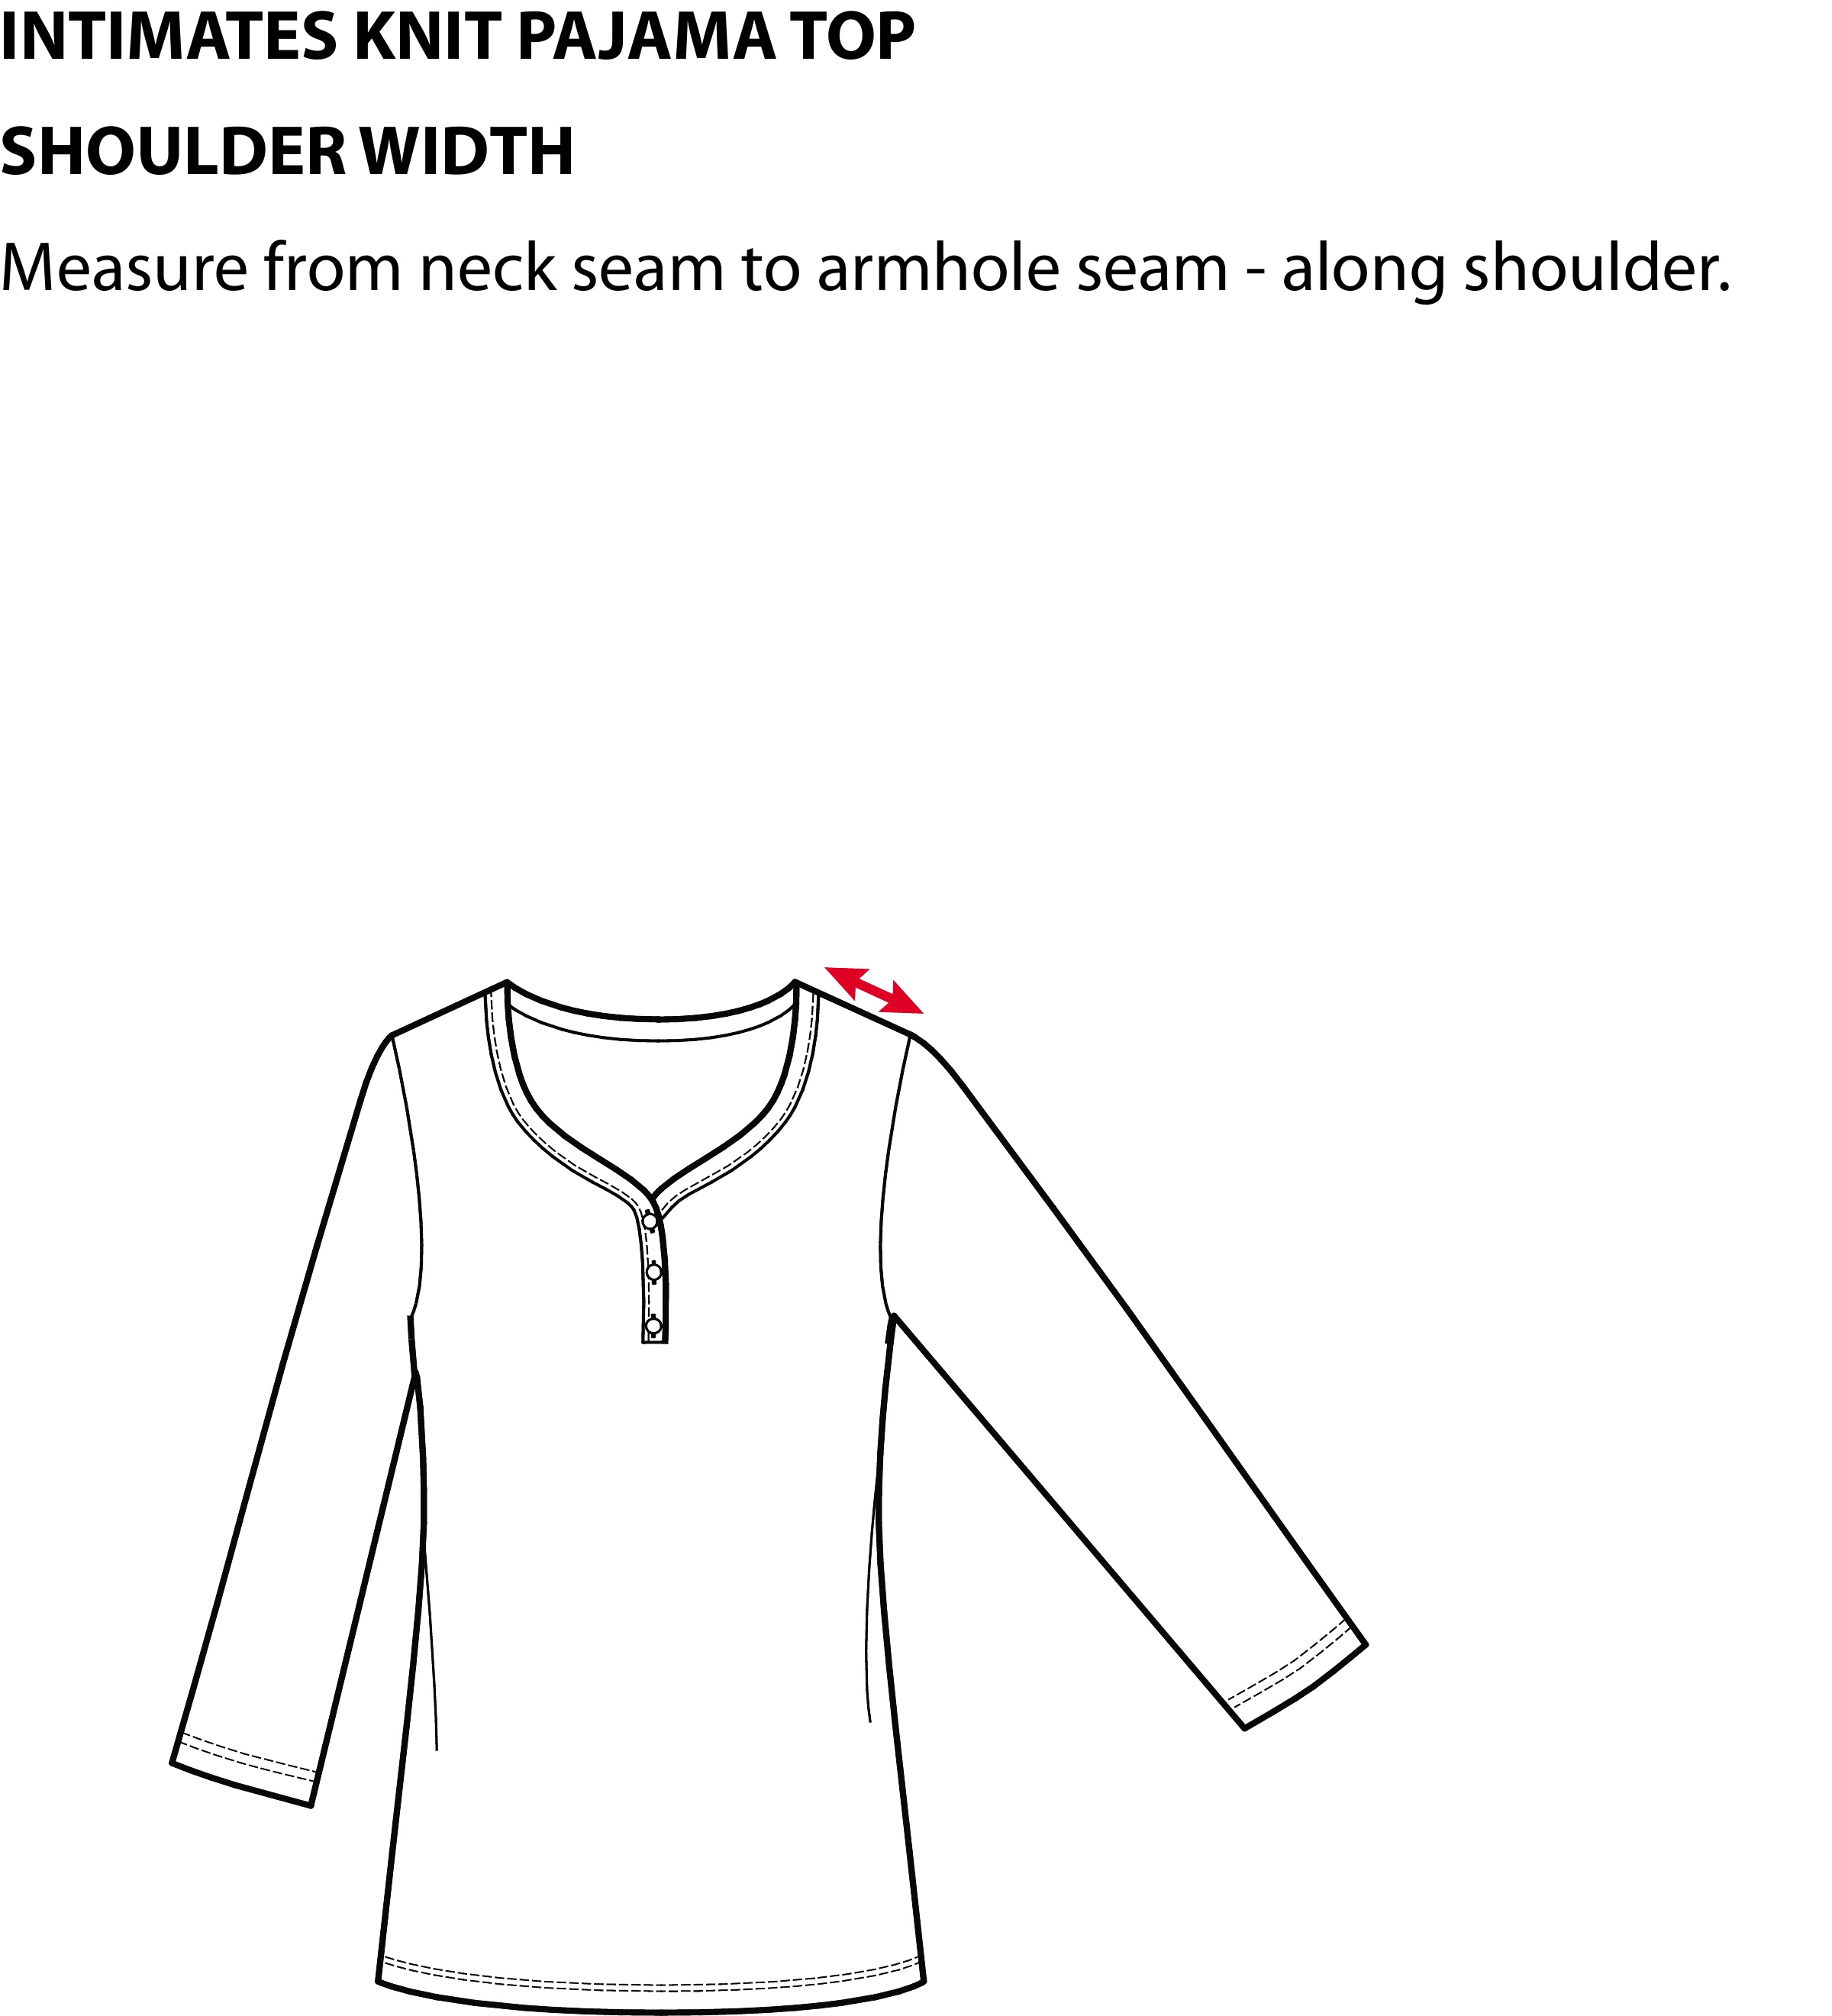 INTIMATES KNIT PAJAMA TOP
SHOULDER WIDTH
Measure from neck seam to armhole seam - along shoulder.